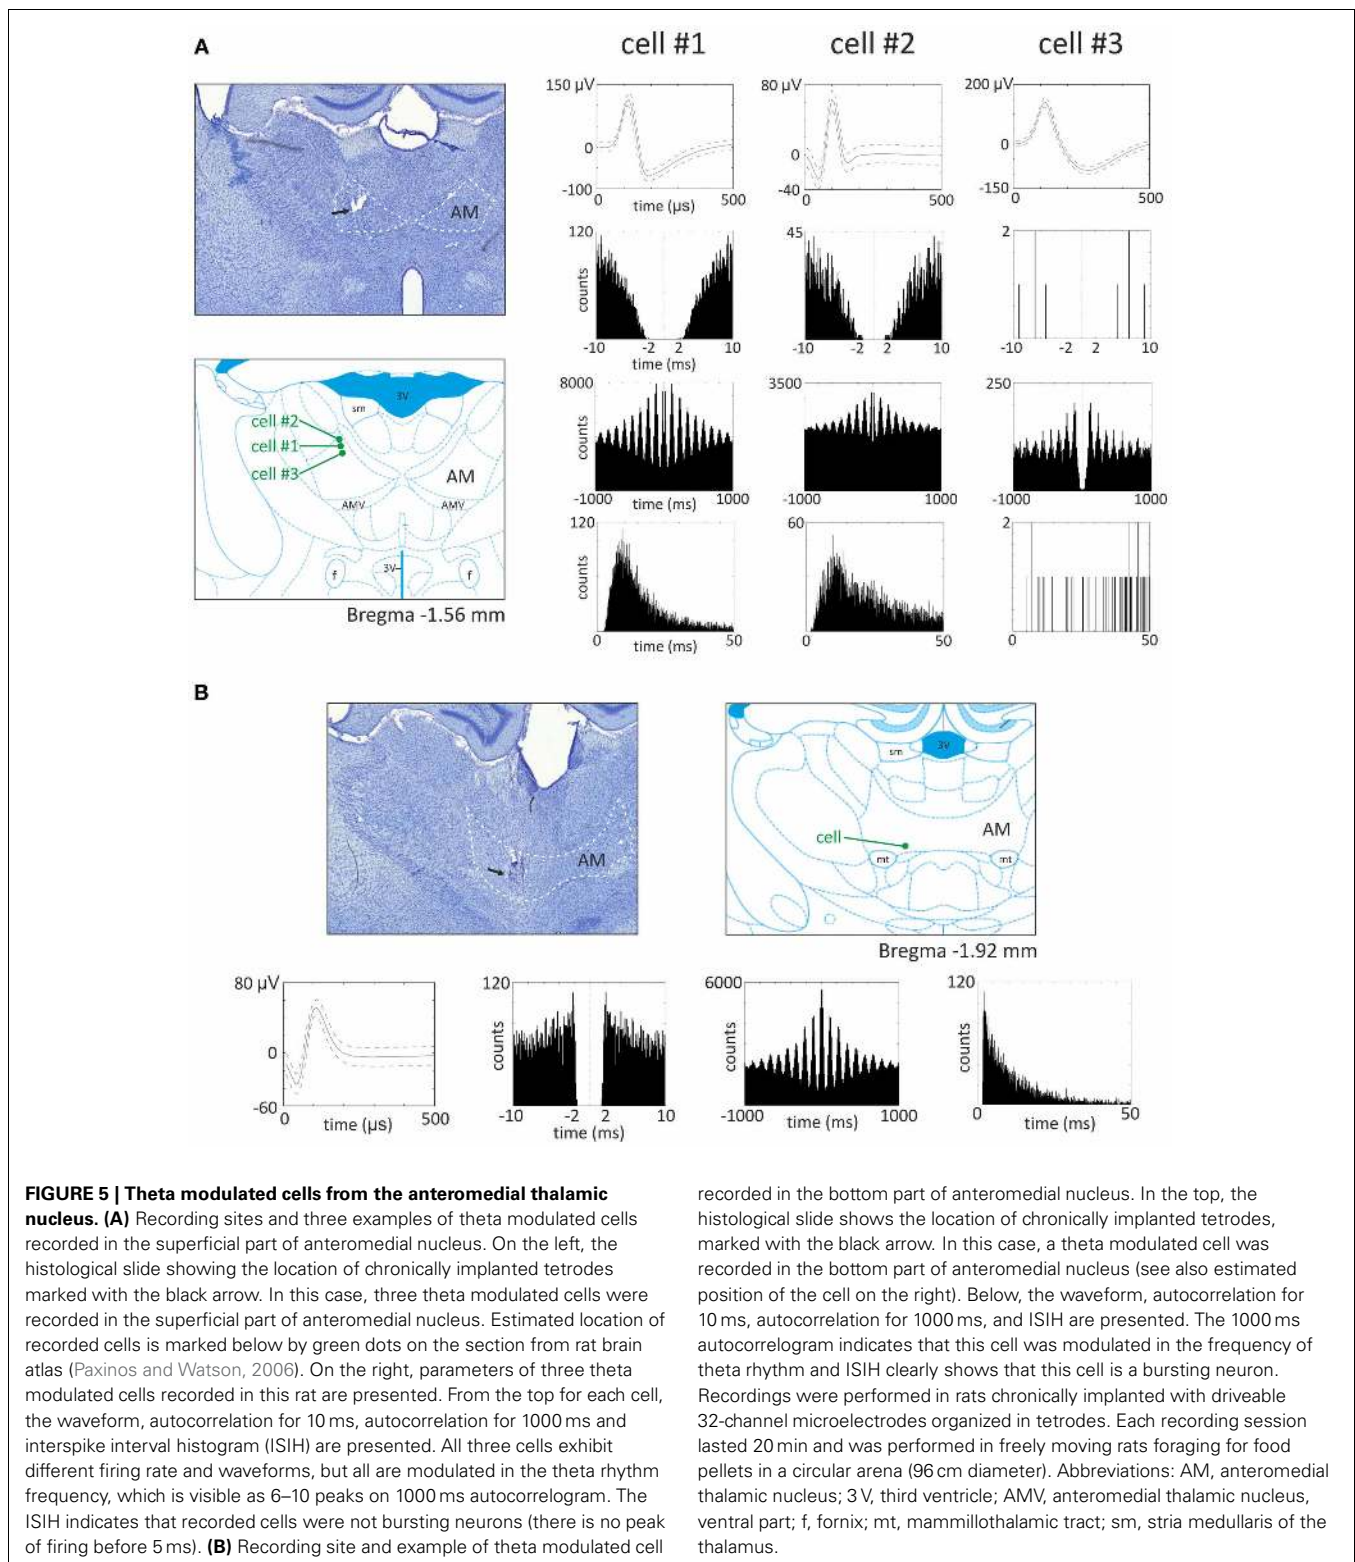 A
cell #1
cell #2
cell #3
150 µV
0
-100
0
time (µs)
500
80 µV
0
-40
0
500
200 µV
0
-150
0
500
AM
120
counts
-10
-2
2
10
time (ms)
45
-10
-2
2
10
2
-10
-2
2
10
3V
sm
cell #2
cell #1
cell #3
AM
AMV
AMV
3V
f
f
Bregma -1.56 mm
8000
counts
-1000
time (ms)
1000
3500
-1000
1000
250
-1000
1000
120
counts
0
time (ms)
50
60
0
50
2
0
50
B
AM
sm
3V
cell
AM
mt
mt
Bregma -1.92 mm
80 µV
0
-60
0
time (µs)
500
120
counts
-10
-2
2
10
time (ms)
6000
counts
-1000
time (ms)
1000
120
counts
0
time (ms)
50
FIGURE 5 | Theta modulated cells from the anteromedial thalamic
nucleus. (A) Recording sites and three examples of theta modulated cells
recorded in the superficial part of anteromedial nucleus. On the left, the
histological slide showing the location of chronically implanted tetrodes
marked with the black arrow. In this case, three theta modulated cells were
recorded in the superficial part of anteromedial nucleus. Estimated location of
recorded cells is marked below by green dots on the section from rat brain
atlas (Paxinos and Watson, 2006). On the right, parameters of three theta
modulated cells recorded in this rat are presented. From the top for each cell,
the waveform, autocorrelation for 10 ms, autocorrelation for 1000 ms and
interspike interval histogram (ISIH) are presented. All three cells exhibit
different firing rate and waveforms, but all are modulated in the theta rhythm
frequency, which is visible as 6–10 peaks on 1000 ms autocorrelogram. The
ISIH indicates that recorded cells were not bursting neurons (there is no peak
of firing before 5 ms). (B) Recording site and example of theta modulated cell
recorded in the bottom part of anteromedial nucleus. In the top, the
histological slide shows the location of chronically implanted tetrodes,
marked with the black arrow. In this case, a theta modulated cell was
recorded in the bottom part of anteromedial nucleus (see also estimated
position of the cell on the right). Below, the waveform, autocorrelation for
10 ms, autocorrelation for 1000 ms, and ISIH are presented. The 1000 ms
autocorrelogram indicates that this cell was modulated in the frequency of
theta rhythm and ISIH clearly shows that this cell is a bursting neuron.
Recordings were performed in rats chronically implanted with driveable
32-channel microelectrodes organized in tetrodes. Each recording session
lasted 20 min and was performed in freely moving rats foraging for food
pellets in a circular arena (96 cm diameter). Abbreviations: AM, anteromedial
thalamic nucleus; 3 V, third ventricle; AMV, anteromedial thalamic nucleus,
ventral part; f, fornix; mt, mammillothalamic tract; sm, stria medullaris of the
thalamus.